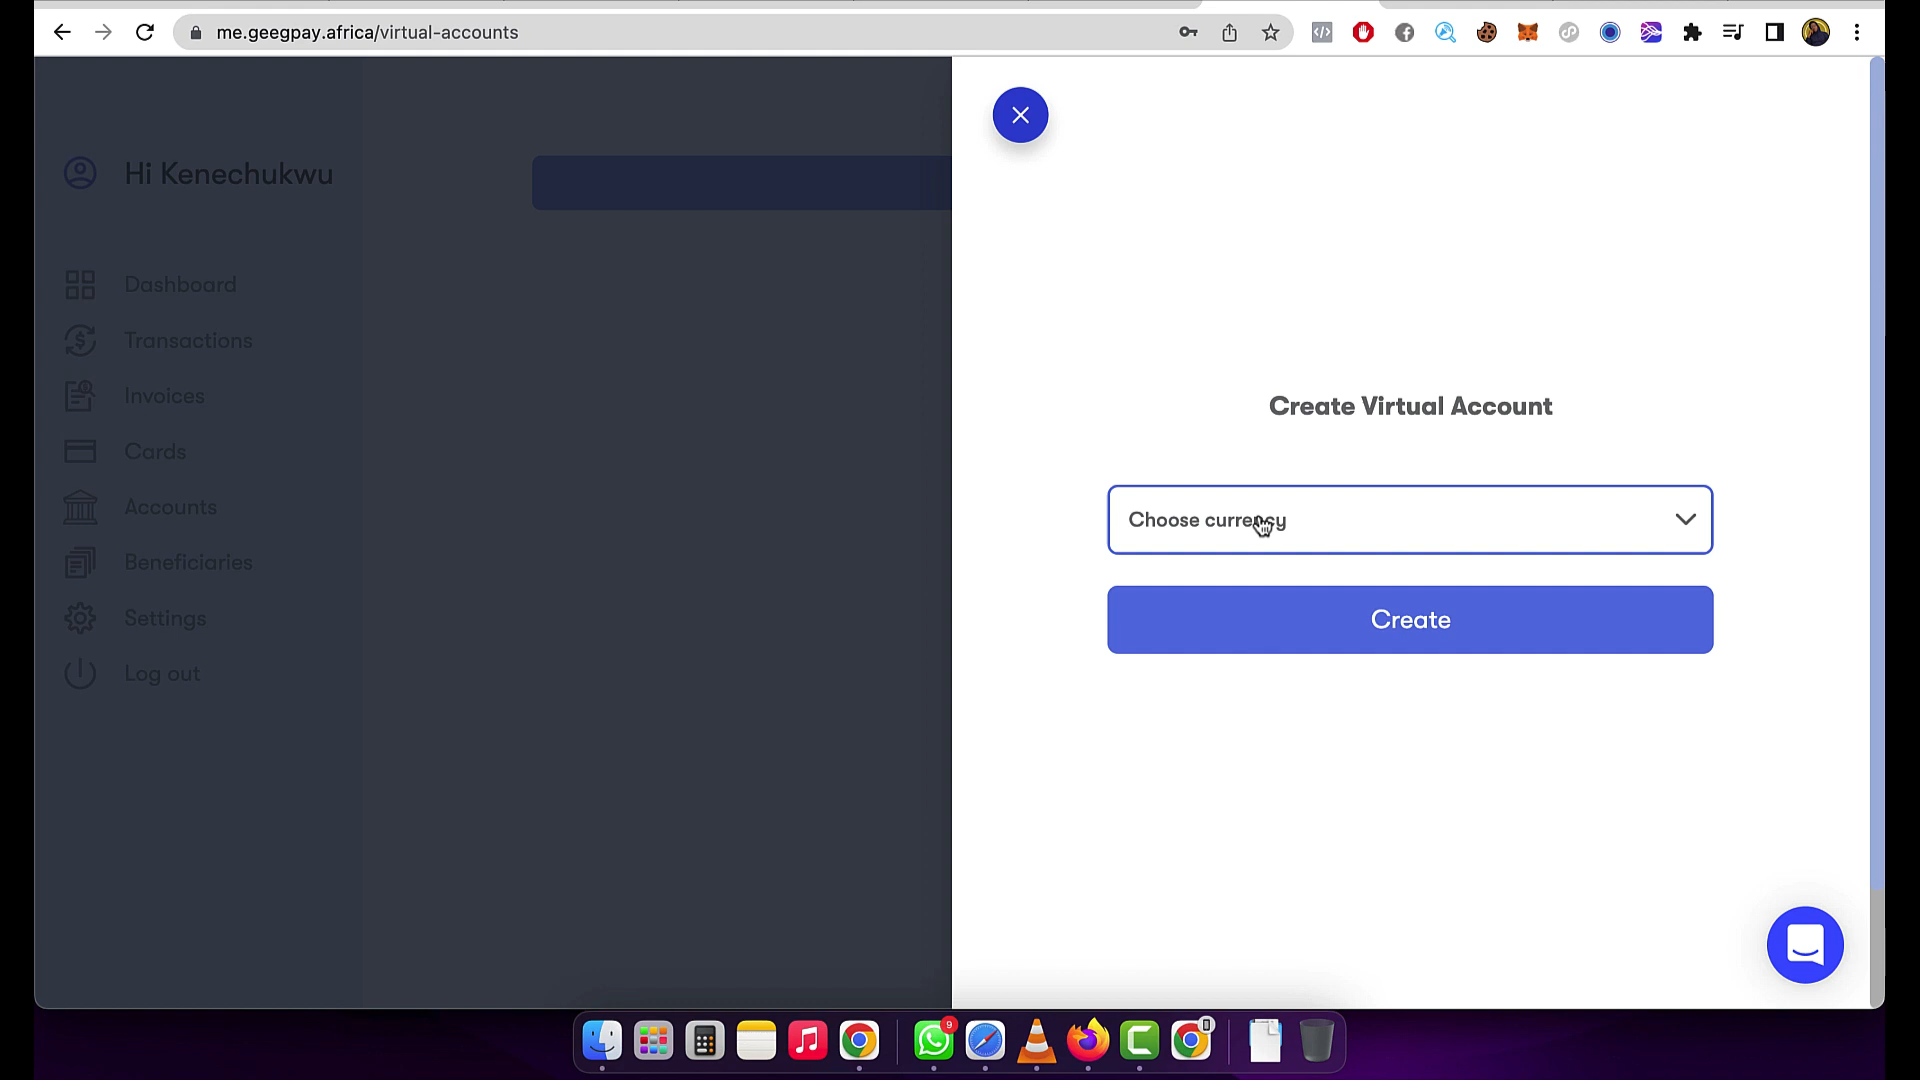 me.geegpay.africa/virtual-accounts
Hi Kenechukwu
Dashboard
Transactions
Invoices
Cards
Accounts
Beneficiaries
Settings
Log out
Create Virtual Account
Choose currency
Create
9